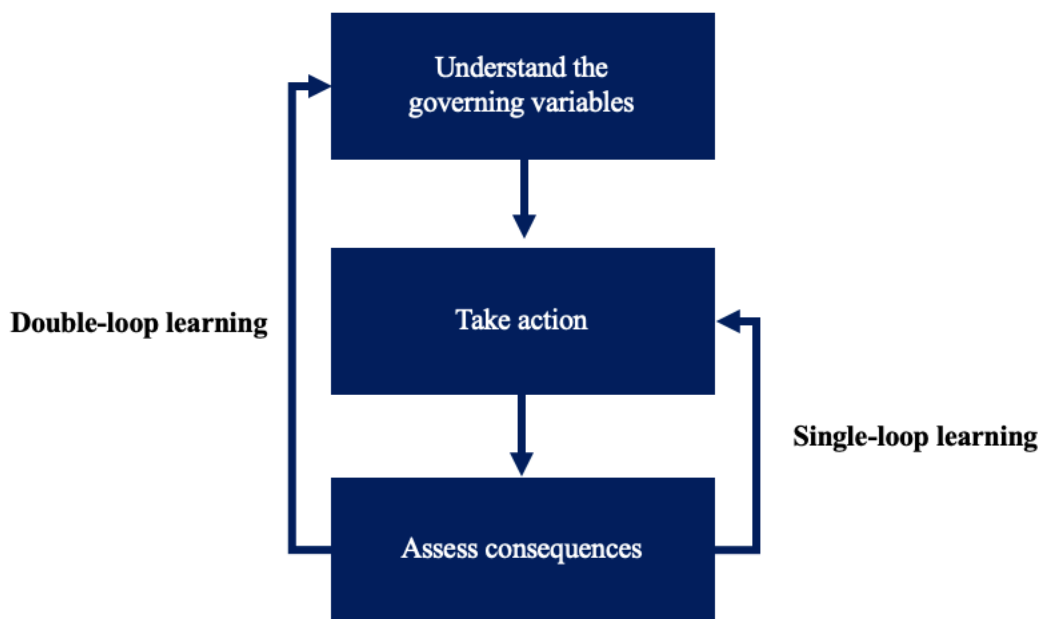 Understand the
governing variables
Double-loop learning
Take action
Single-loop learning
Assess consequences